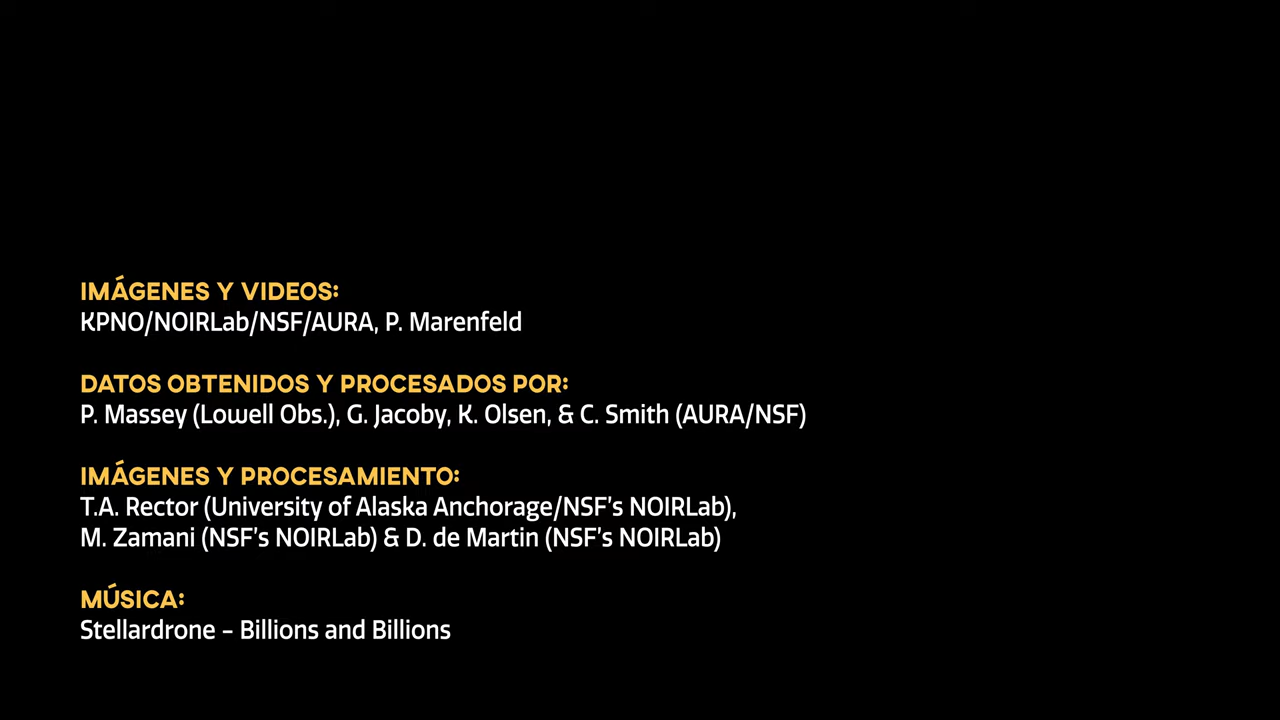 IMÁGENES Y VIDEOS:
KPNO/NOIRLab/NSF/AURA, P. Marenfeld
DATOS OBTENIDOS Y PROCESADOS POR:
P. Massey (Lowell Obs.), G. Jacoby, K. Olsen, & C. Smith (AURA/NSF)
IMÁGENES Y PROCESAMIENTO:
T.A. Rector (University of Alaska Anchorage/NSF’s NOIRLab),
M. Zamani (NSF’s NOIRLab) & D. de Martin (NSF’s NOIRLab)
MÚSICA:
Stellardrone – Billions and Billions